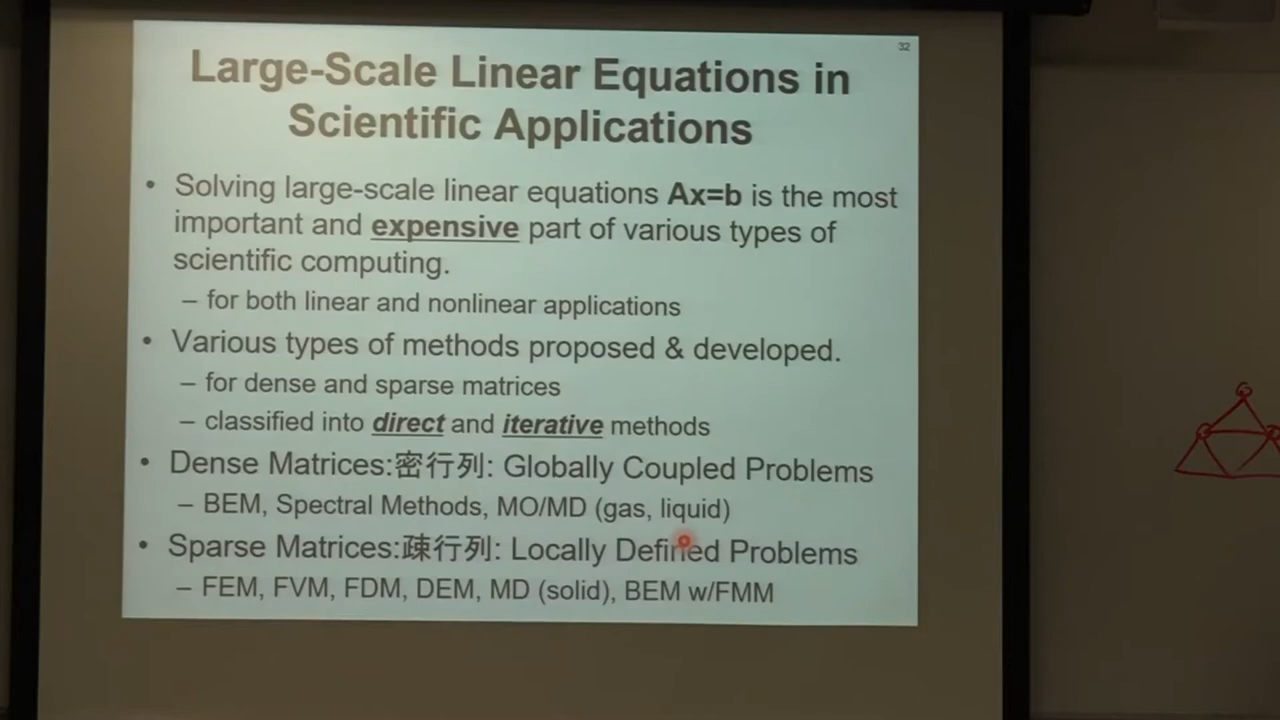 32
Large-Scale Linear Equations in
Scientific Applications
• Solving large-scale linear equations Ax=b is the most
important and expensive part of various types of
scientific computing.
– for both linear and nonlinear applications
• Various types of methods proposed & developed.
– for dense and sparse matrices
– classified into direct and iterative methods
• Dense Matrices:密行列: Globally Coupled Problems
– BEM, Spectral Methods, MO/MD (gas, liquid)
• Sparse Matrices:疎行列: Locally Defined Problems
– FEM, FVM, FDM, DEM, MD (solid), BEM w/FMM